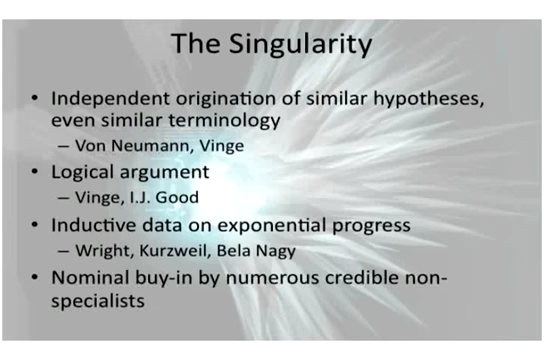 The Singularity
• Independent origination of similar hypotheses,
even similar terminology
– Von Neumann, Vinge
• Logical argument
– Vinge, I.J. Good
• Inductive data on exponential progress
– Wright, Kurzweil, Bela Nagy
• Nominal buy-in by numerous credible non-
specialists